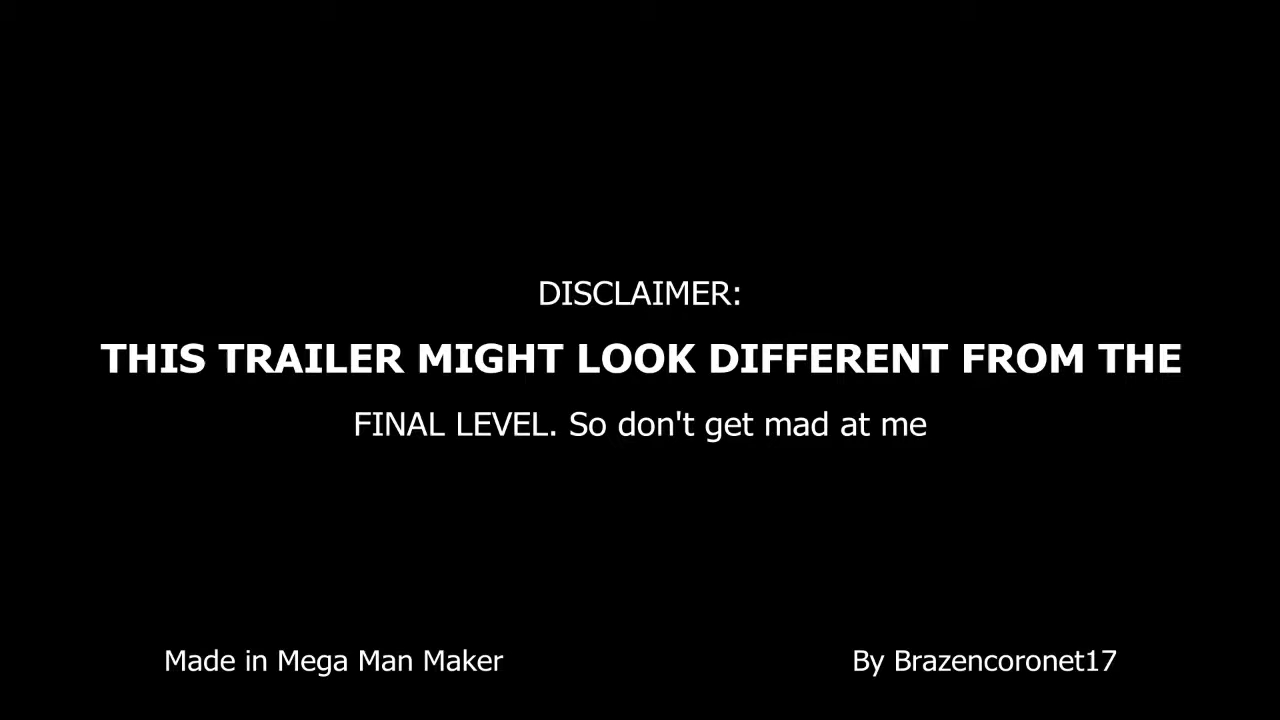 DISCLAIMER:
THIS TRAILER MIGHT LOOK DIFFERENT FROM THE
FINAL LEVEL. So don't get mad at me
Made in Mega Man Maker
By Brazencoronet17